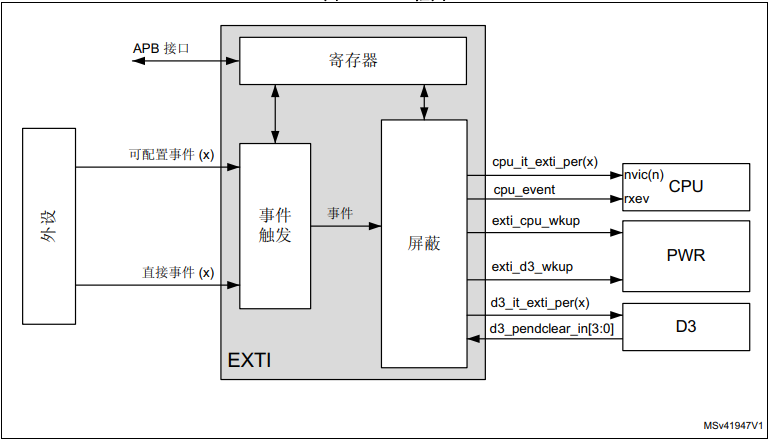 APB 接口
寄存器
外设
可配置事件 (x)
直接事件 (x)
事件
触发
事件
屏蔽
EXTI
cpu_it_exti_per(x)
cpu_event
exti_cpu_wkup
exti_d3_wkup
d3_it_exti_per(x)
d3_pendclear_in[3:0]
nvic(n)
rxev
CPU
PWR
D3
MSv41947V1